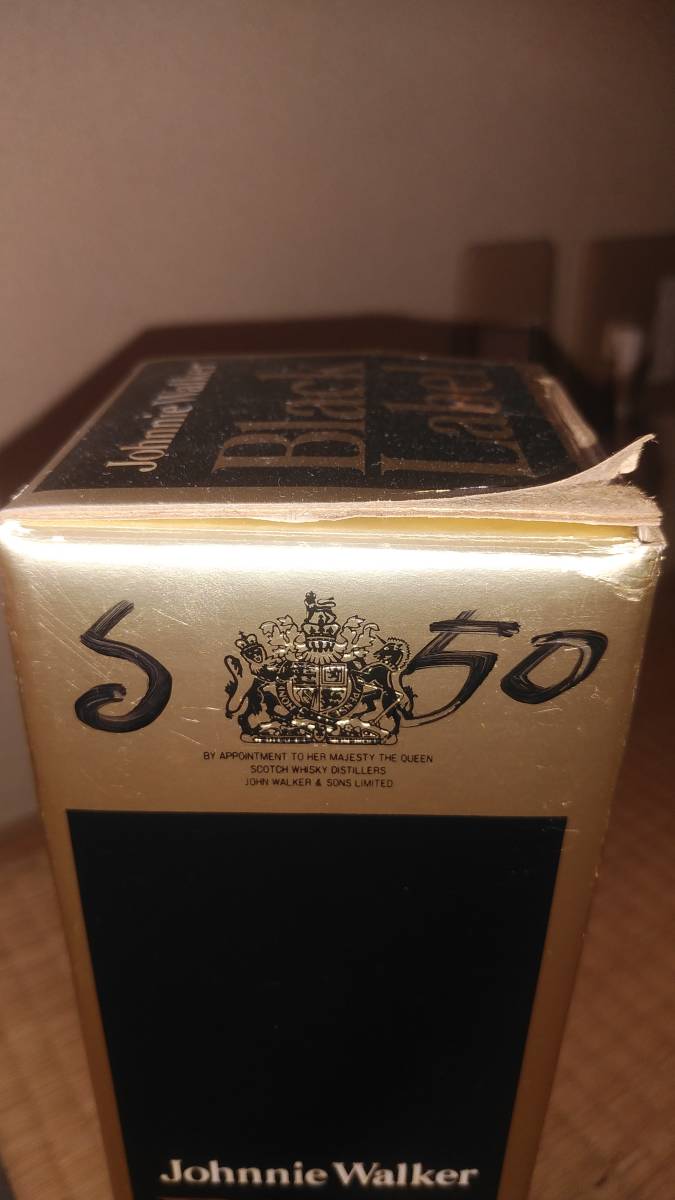 Johnnie Walker
Black
Label
S 50
BY APPOINTMENT TO HER MAJESTY THE QUEEN
SCOTCH WHISKY DISTILLERS
JOHN WALKER & SONS LIMITED
Johnnie Walker